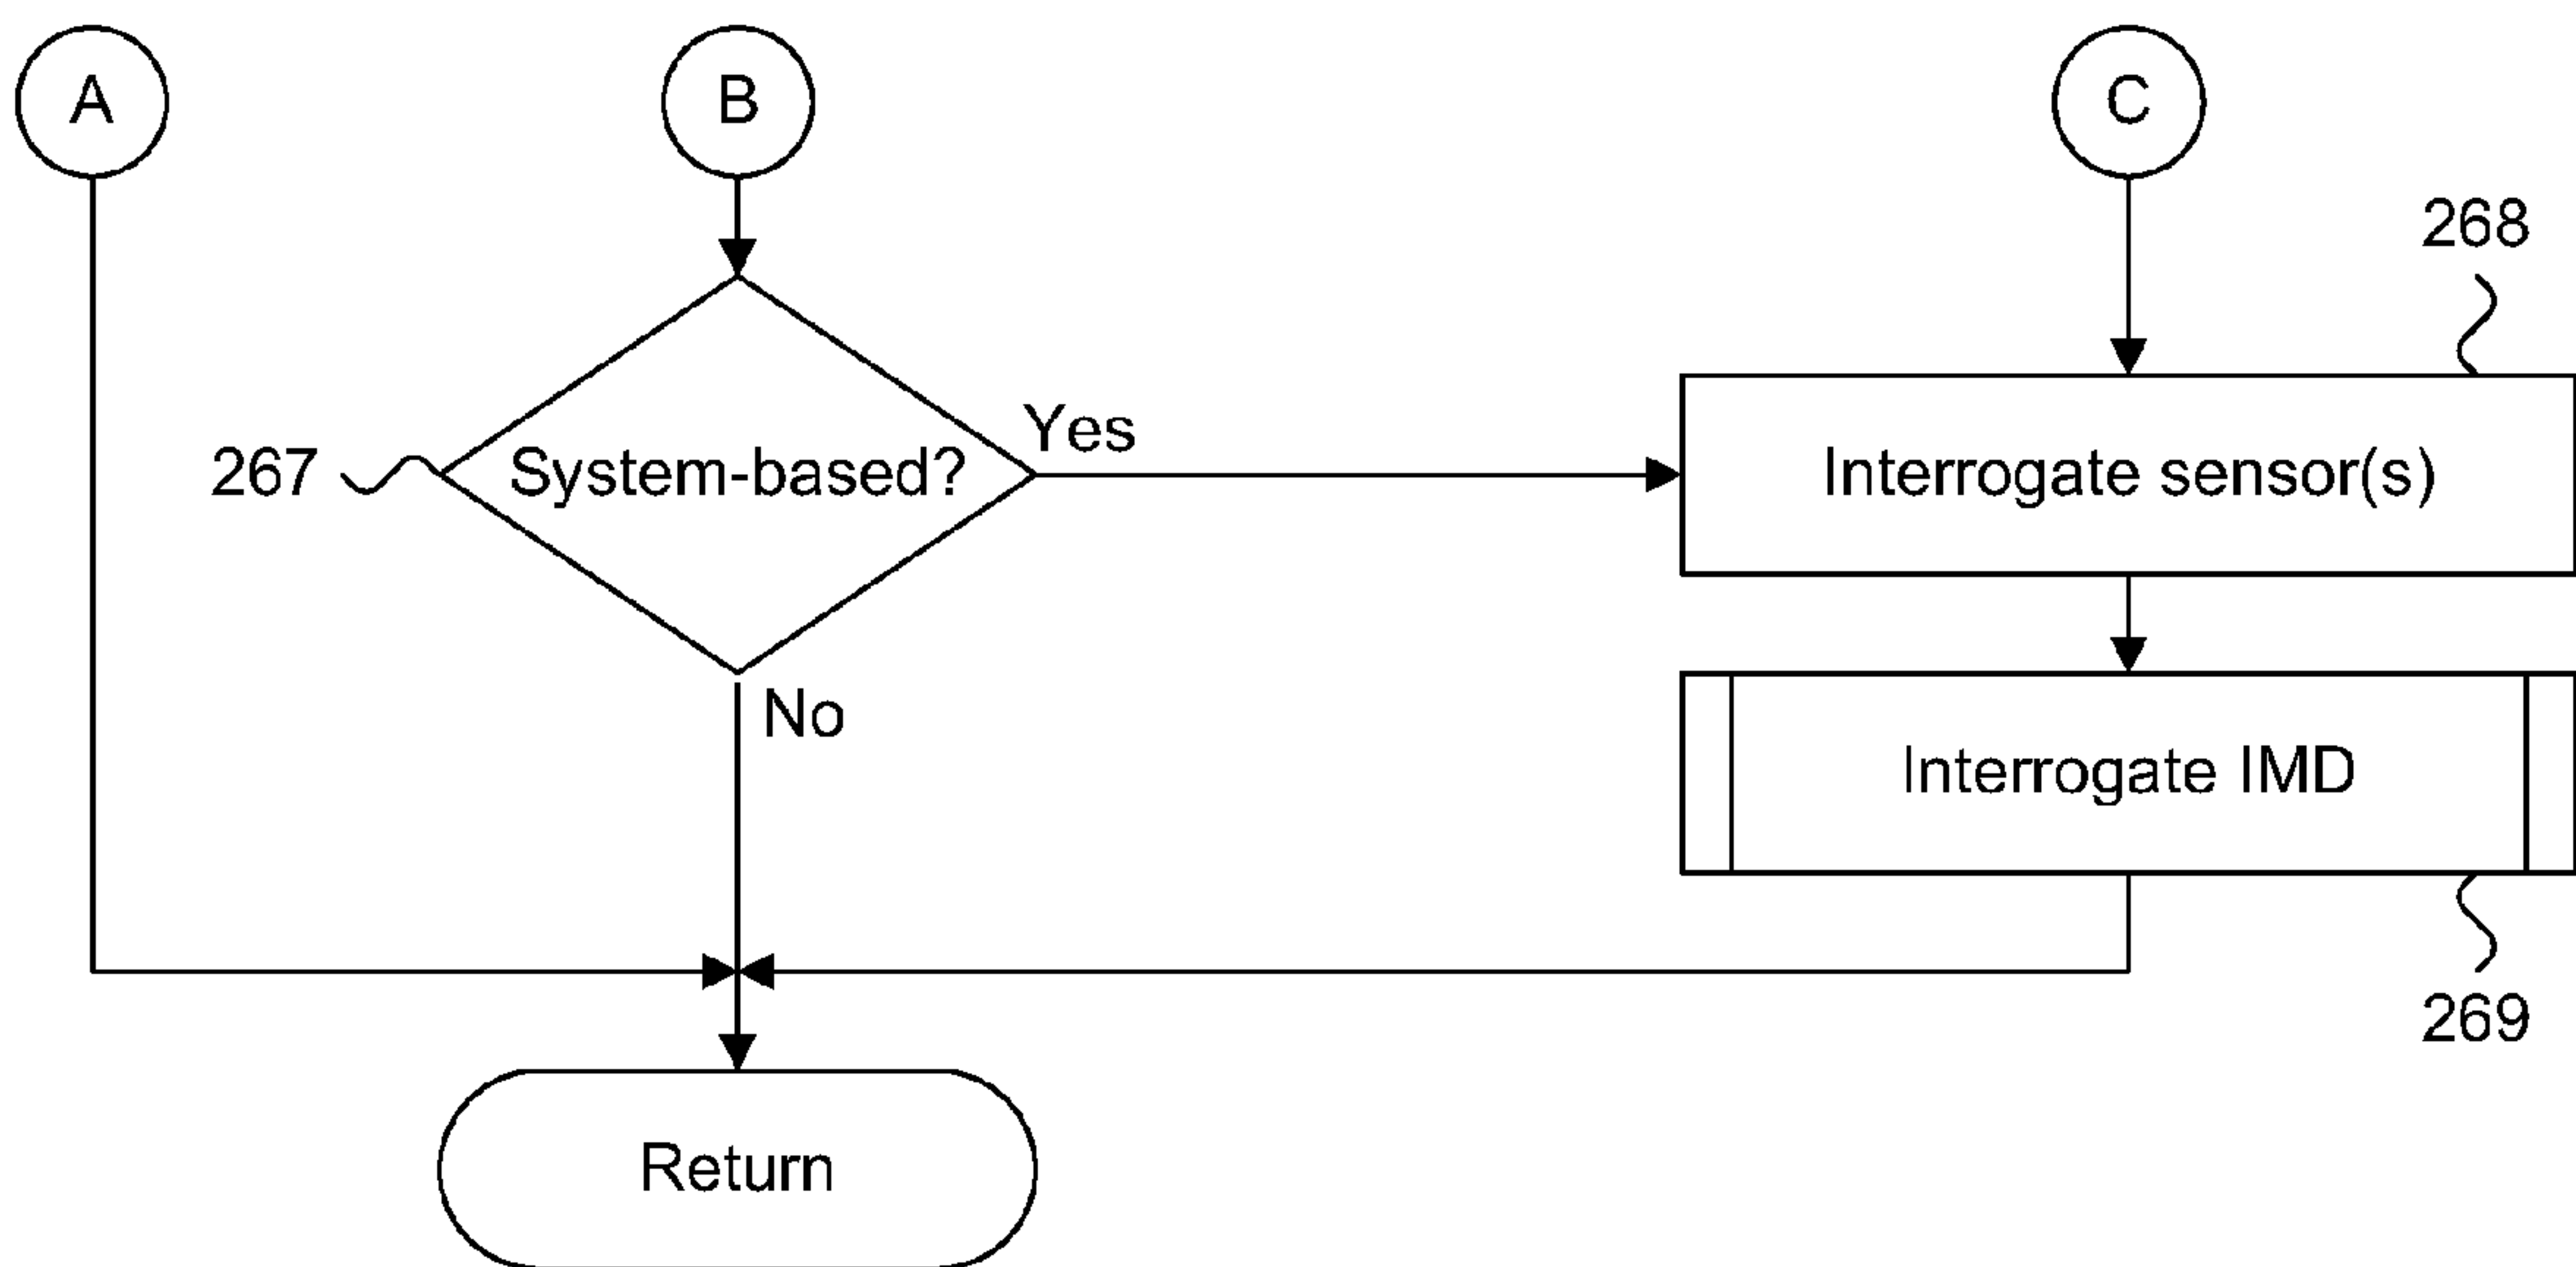 A
B
C
268
Yes
267
System-based?
Interrogate sensor(s)
No
Interrogate IMD
269
Return